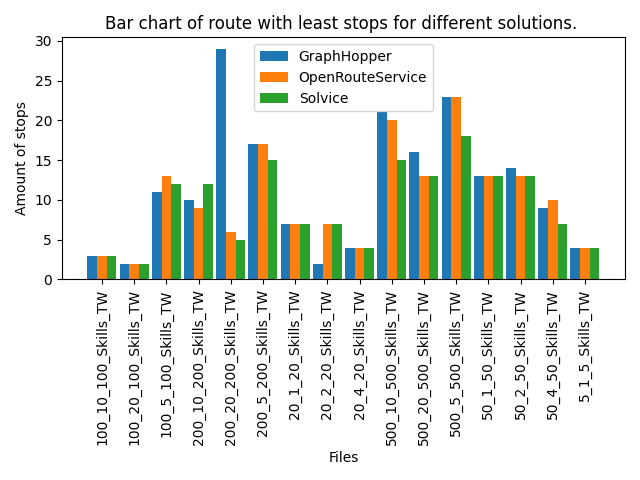 Bar chart of route with least stops for different solutions.
GraphHopper
OpenRouteService
Solvice
Amount of stops
30
25
20
15
10
5
0
100_10_100_Skills_TW
100_20_100_Skills_TW
100_5_100_Skills_TW
200_10_200_Skills_TW
200_20_200_Skills_TW
200_5_200_Skills_TW
20_1_20_Skills_TW
20_2_20_Skills_TW
20_4_20_Skills_TW
500_10_500_Skills_TW
500_20_500_Skills_TW
500_5_500_Skills_TW
50_1_50_Skills_TW
50_2_50_Skills_TW
50_4_50_Skills_TW
5_1_5_Skills_TW
Files